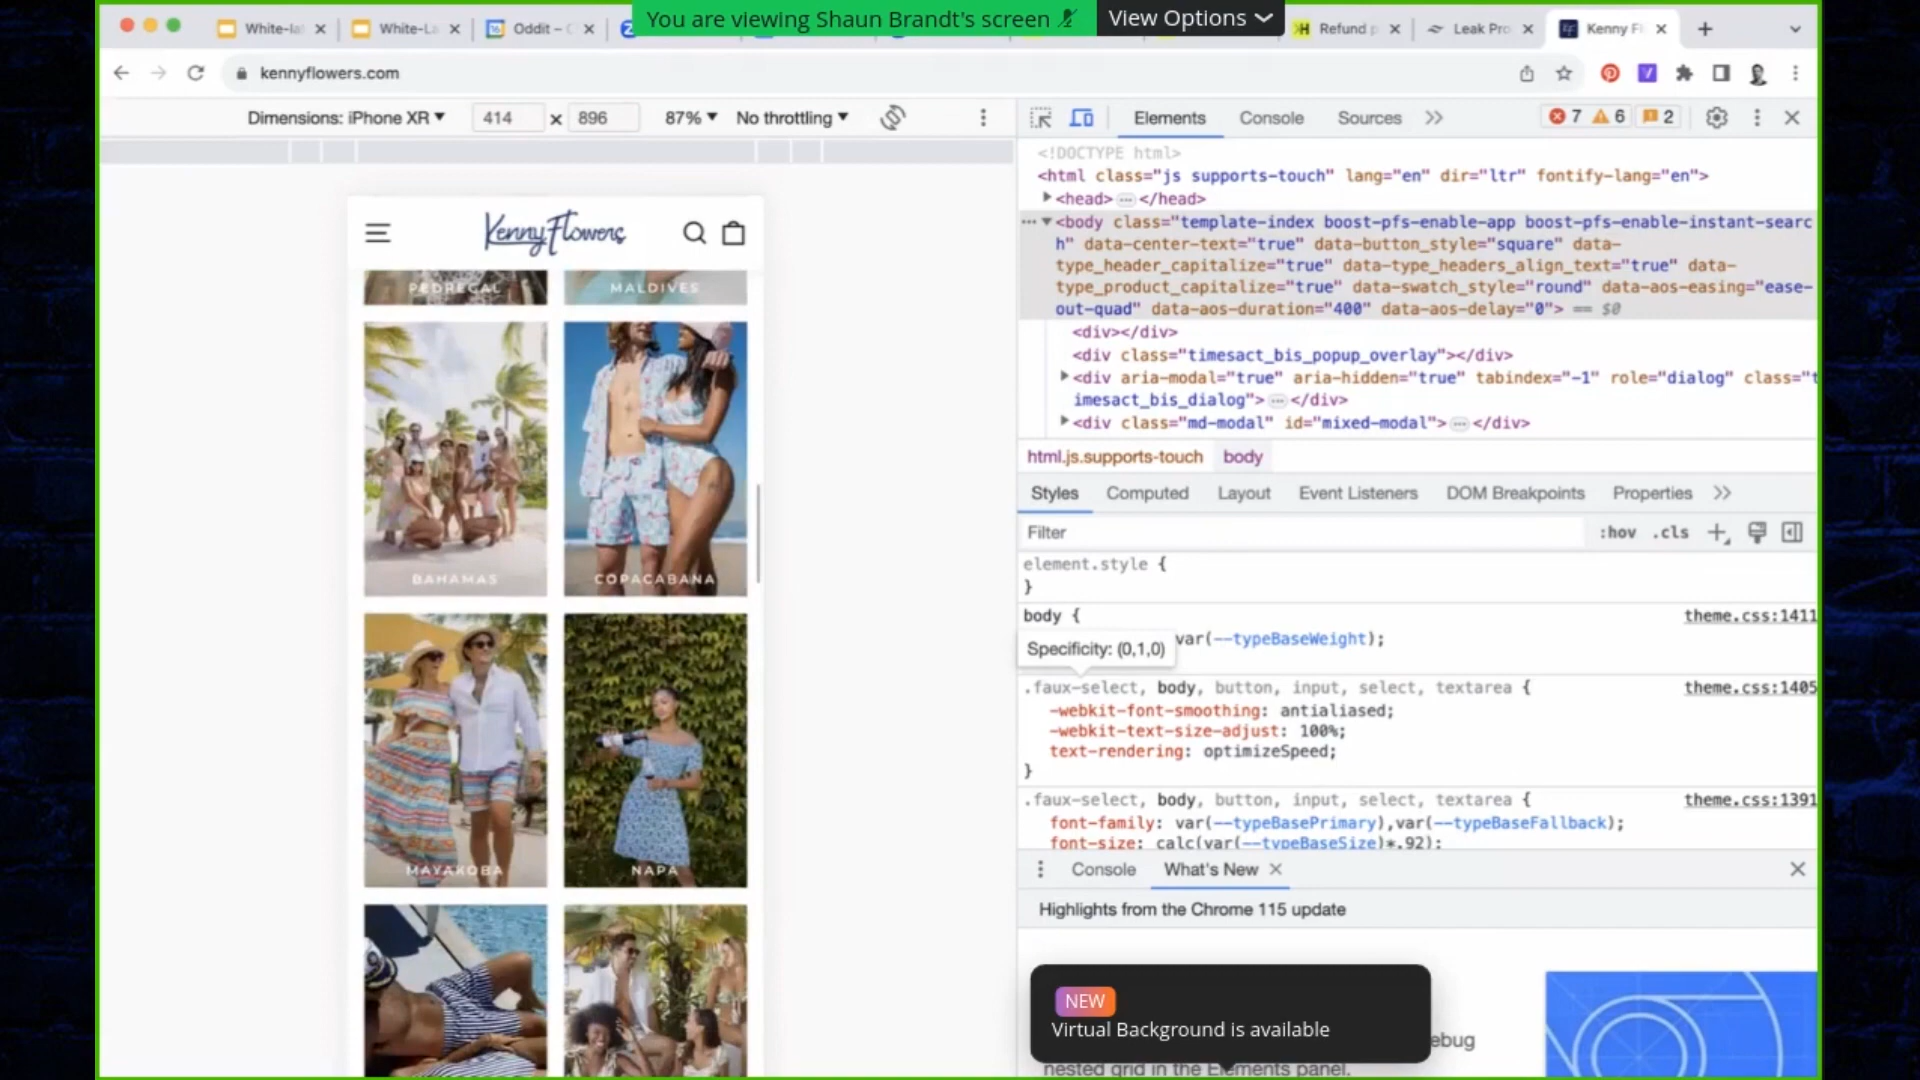 You are viewing Shaun Brandt's screen
View Options
White-la
White-La
Oddit – C
Refund p
Leak Pro
Kenny Fl
kennyflowers.com
Dimensions: iPhone XR ▼ 414 × 896 87% ▼ No throttling ▼
Elements Console Sources >> 7 6 2
<!DOCTYPE html>
<html class="js supports-touch" lang="en" dir="ltr" fontify-lang="en">
<head> … </head>
<body class="template-index boost-pfs-enable-app boost-pfs-enable-instant-searc
h" data-center-text="true" data-button_style="square" data-
type_header_capitalize="true" data-type_headers_align_text="true" data-
type_product_capitalize="true" data-swatch_style="round" data-aos-easing="ease-
out-quad" data-aos-duration="400" data-aos-delay="0"> == $0
<div></div>
<div class="timesact_bis_popup_overlay"></div>
<div aria-modal="true" aria-hidden="true" tabindex="-1" role="dialog" class="t
imesact_bis_dialog"> … </div>
<div class="md-modal" id="mixed-modal"> … </div>
html.js.supports-touch body
Styles Computed Layout Event Listeners DOM Breakpoints Properties >>
Filter :hov .cls +
element.style {
}
body { theme.css:1411
var(--typeBaseWeight);
Specificity: (0,1,0)
.faux-select, body, button, input, select, textarea { theme.css:1405
-webkit-font-smoothing: antialiased;
-webkit-text-size-adjust: 100%;
text-rendering: optimizeSpeed;
}
.faux-select, body, button, input, select, textarea { theme.css:1391
font-family: var(--typeBasePrimary),var(--typeBaseFallback);
font-size: calc(var(--typeBaseSize)*.92);
Console What's New
Highlights from the Chrome 115 update
NEW
Virtual Background is available
ebug
nested grid in the Elements panel.
Kenny Flowers
PEDREGAL
MALDIVES
BAHAMAS
COPACABANA
MAYAKOBA
NAPA